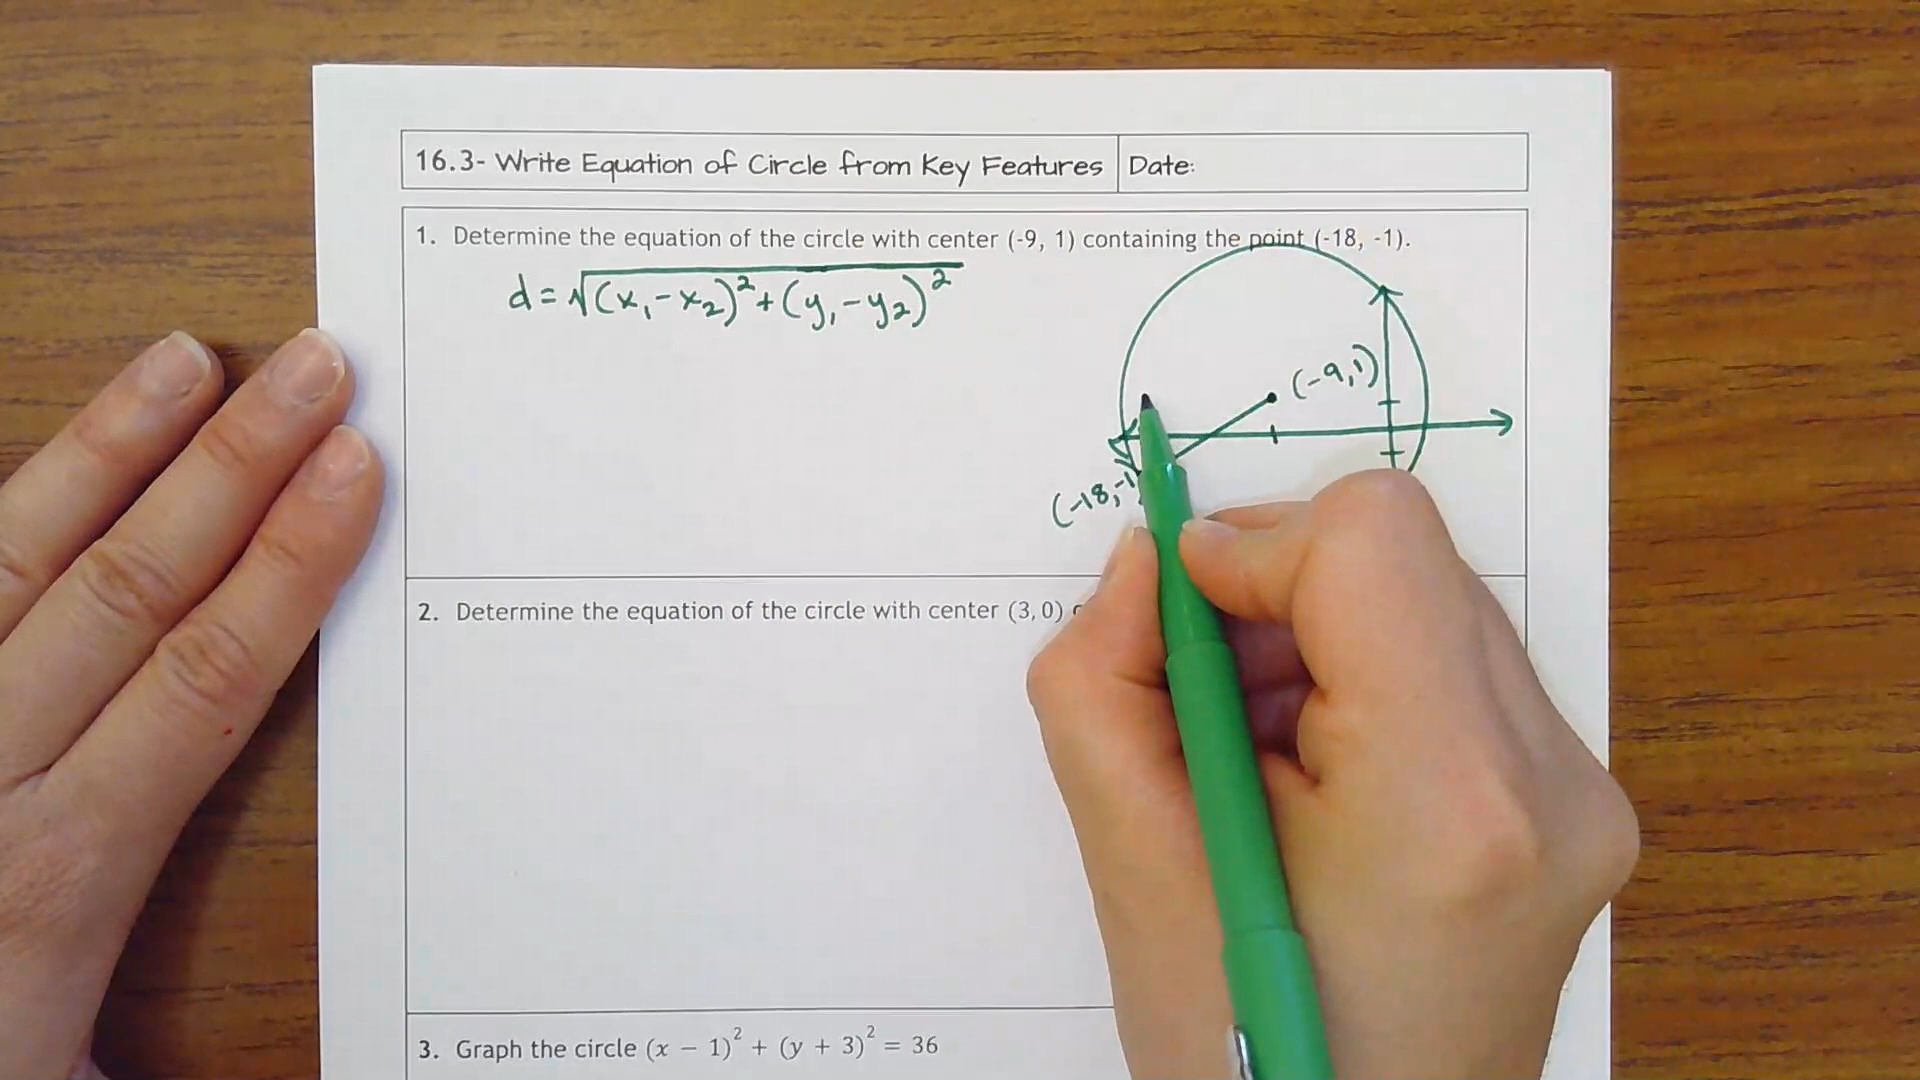 16.3- Write Equation of Circle from Key Features Date:
1. Determine the equation of the circle with center (-9, 1) containing the point (-18, -1).
d = √(x₁ - x₂)² + (y₁ - y₂)²
(-9,1)
(-18,-1
2. Determine the equation of the circle with center (3, 0)
3. Graph the circle (x − 1)² + (y + 3)² = 36